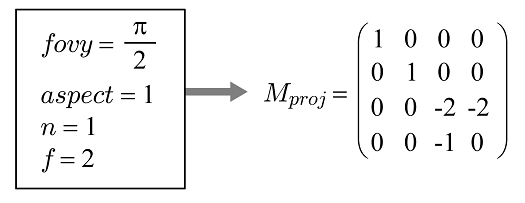 fovy = π/2
aspect = 1
n = 1
f = 2
Mproj =
1 0 0 0
0 1 0 0
0 0 -2 -2
0 0 -1 0